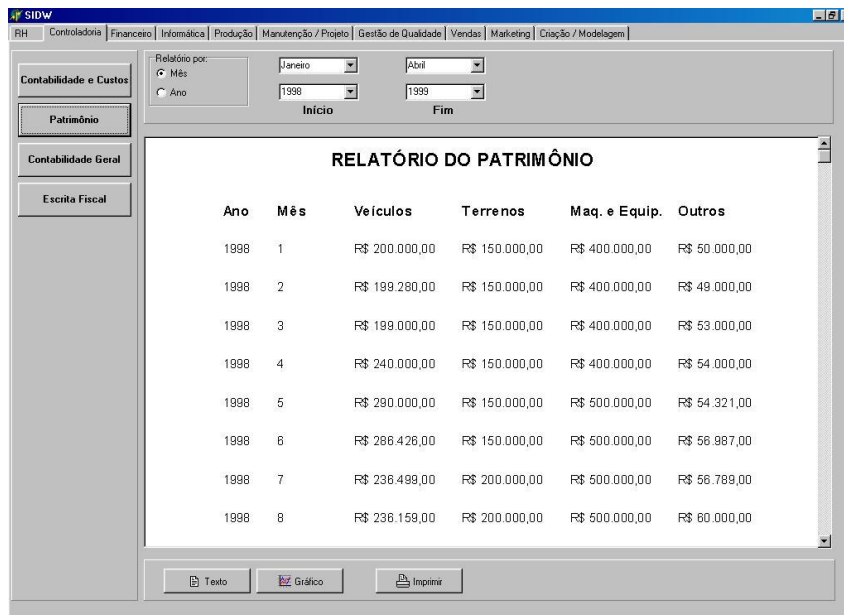 SIDW
RH Controladoria Financeiro Informática Produção Manutenção / Projeto Gestão de Qualidade Vendas Marketing Criação / Modelagem
Contabilidade e Custos
Patrimônio
Contabilidade Geral
Escrita Fiscal
Relatório por:
Mês
Ano
Janeiro Abril
1998 1999
Início Fim
RELATÓRIO DO PATRIMÔNIO
Ano Mês Veículos Terrenos Maq. e Equip. Outros
1998 1 R$ 200.000,00 R$ 150.000,00 R$ 400.000,00 R$ 50.000,00
1998 2 R$ 199.280,00 R$ 150.000,00 R$ 400.000,00 R$ 49.000,00
1998 3 R$ 199.000,00 R$ 150.000,00 R$ 400.000,00 R$ 53.000,00
1998 4 R$ 240.000,00 R$ 150.000,00 R$ 400.000,00 R$ 54.000,00
1998 5 R$ 290.000,00 R$ 150.000,00 R$ 500.000,00 R$ 54.321,00
1998 6 R$ 286.426,00 R$ 150.000,00 R$ 500.000,00 R$ 56.987,00
1998 7 R$ 236.499,00 R$ 200.000,00 R$ 500.000,00 R$ 56.789,00
1998 8 R$ 236.159,00 R$ 200.000,00 R$ 500.000,00 R$ 60.000,00
Texto Gráfico Imprimir